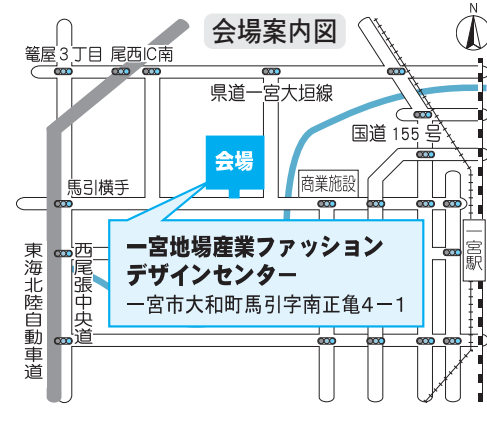 会場案内図
N
篭屋3丁目
尾西IC南
県道一宮大垣線
国道155号
会場
商業施設
馬引横手
一宮地場産業ファッション
デザインセンター
一宮市大和町馬引字南正亀4−1
一宮駅
東海北陸自動車道
西尾張中央道